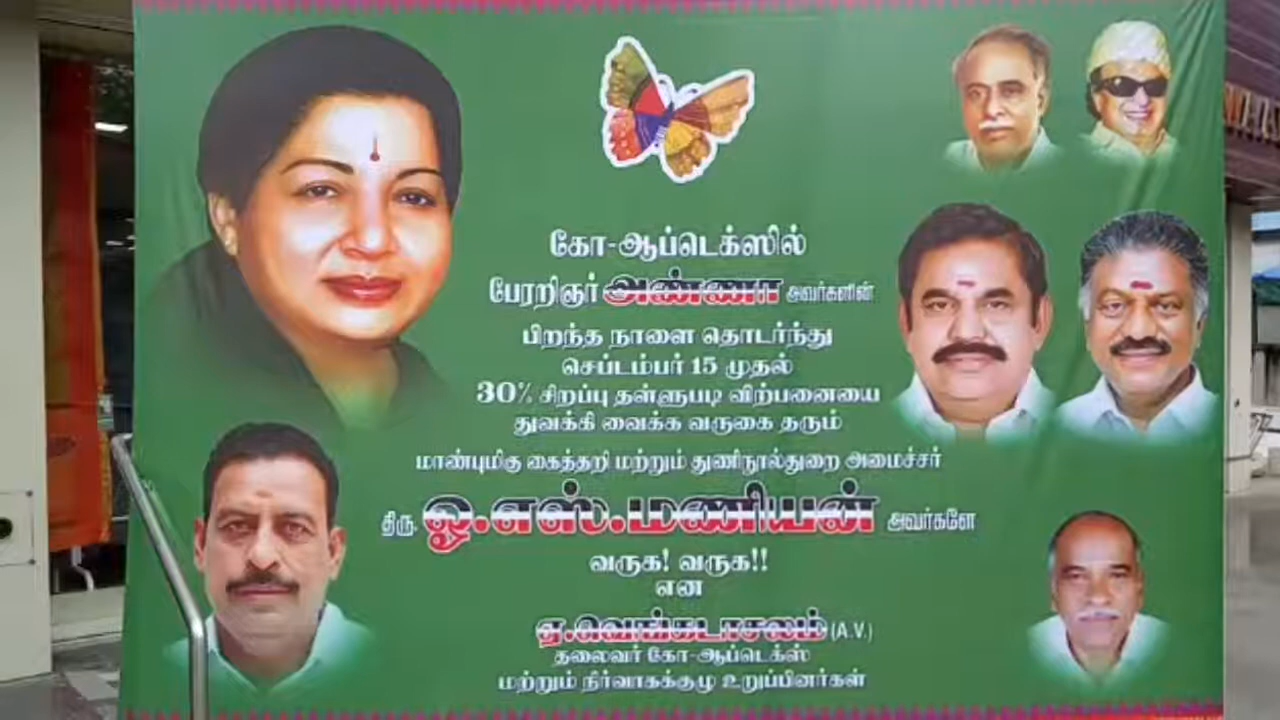 கோ-ஆப்டெக்ஸில்
பேரறிஞர் அண்ணா அவர்களின்
பிறந்த நாளை தொடர்ந்து
செப்டம்பர் 15 முதல்
30% சிறப்பு தள்ளுபடி விற்பனையை
துவக்கி வைக்க வருகை தரும்
மாண்புமிகு கைத்தறி மற்றும் துணிநூல்துறை அமைச்சர்
திரு. ஓ.எஸ்.மணியன் அவர்களே
வருக! வருக!!
என
ஏ.வெங்கடாசலம் (A.V.)
தலைவர் கோ-ஆப்டெக்ஸ்
மற்றும் நிர்வாகக்குழு உறுப்பினர்கள்